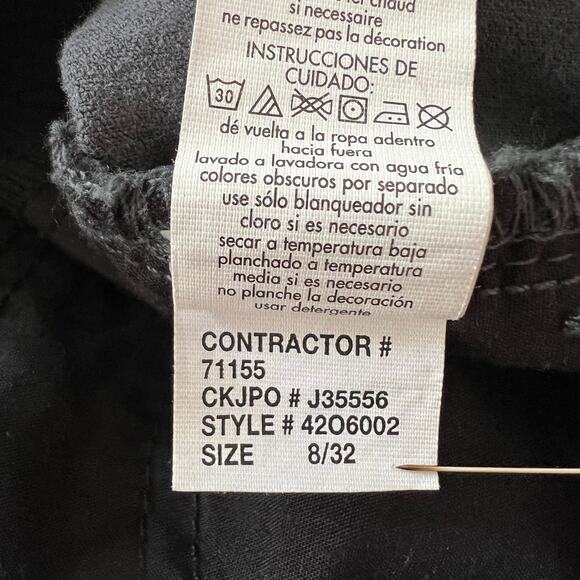 chaud
si necessaire
ne repassez pas la décoration
INSTRUCCIONES DE
CUIDADO:
30
dé vuelta a la ropa adentro
hacia fuera
lavado a lavadora con agua fría
colores obscuros por separado
use sólo blanqueador sin
cloro si es necesario
secar a temperatura baja
planchado a temperatura
media si es necesario
no planche la decoración
usar detergente
CONTRACTOR #
71155
CKJPO # J35556
STYLE # 42O6002
SIZE 8/32